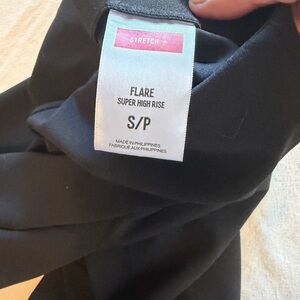 STRETCH +
FLARE
SUPER HIGH RISE
S/P
MADE IN PHILIPPINES
FABRIQUÉ AUX PHILIPPINES